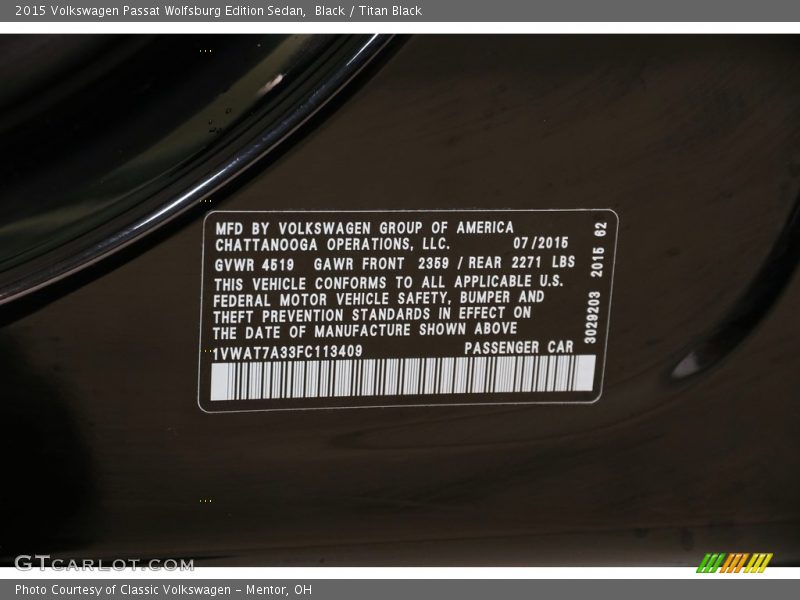 2015 Volkswagen Passat Wolfsburg Edition Sedan,  Black / Titan Black
MFD BY VOLKSWAGEN GROUP OF AMERICA
CHATTANOOGA OPERATIONS, LLC. 07/2015
GVWR 4519 GAWR FRONT 2359 / REAR 2271 LBS
THIS VEHICLE CONFORMS TO ALL APPLICABLE U.S.
FEDERAL MOTOR VEHICLE SAFETY, BUMPER AND
THEFT PREVENTION STANDARDS IN EFFECT ON
THE DATE OF MANUFACTURE SHOWN ABOVE
1VWAT7A33FC113409 PASSENGER CAR
3029203 2015 62
GTCARLOT.COM
Photo Courtesy of Classic Volkswagen - Mentor, OH